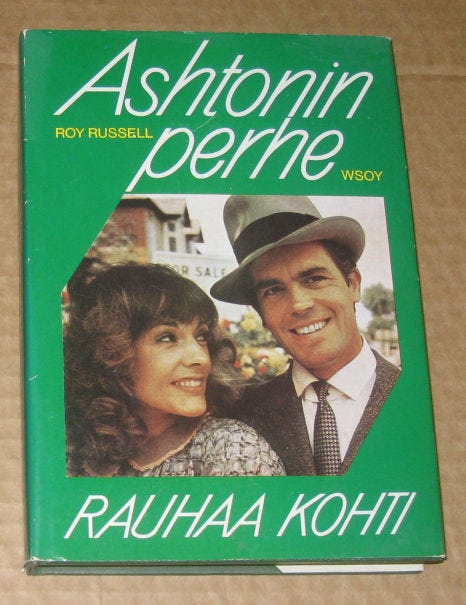 Ashtonin
ROY RUSSELL
perhe
WSOY
FOR SALE
RAUHAA KOHTI